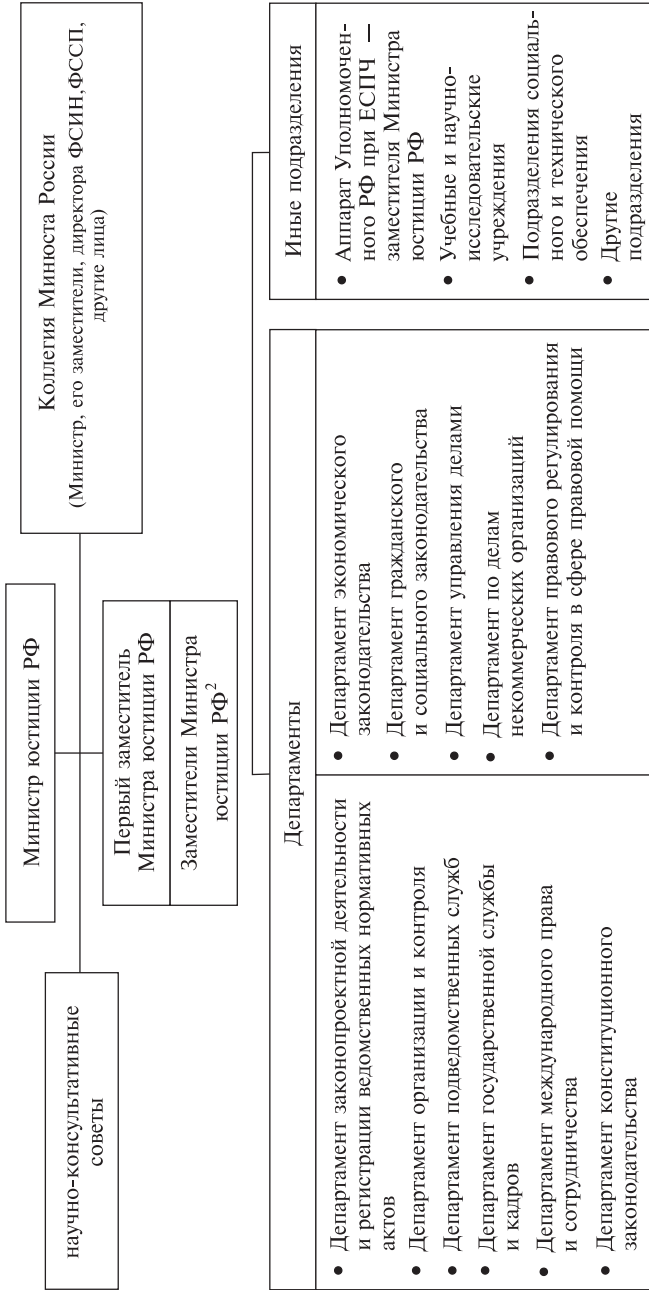 Министр юстиции РФ
научно-консультативные
советы
Коллегия Минюста России
(Министр, его заместители, директора ФСИН,ФССП,
другие лица)
Первый заместитель
Министра юстиции РФ
Заместители Министра
юстиции РФ2
Департаменты
• Департамент законопроектной деятельности
и регистрации ведомственных нормативных
актов
• Департамент организации и контроля
• Департамент подведомственных служб
• Департамент государственной службы
и кадров
• Департамент международного права
и сотрудничества
• Департамент конституционного
законодательства
• Департамент экономического
законодательства
• Департамент гражданского
и социального законодательства
• Департамент управления делами
• Департамент по делам
некоммерческих организаций
• Департамент правового регулирования
и контроля в сфере правовой помощи
Иные подразделения
• Аппарат Уполномочен-
ного РФ при ЕСПЧ —
заместителя Министра
юстиции РФ
• Учебные и научно-
исследовательские
учреждения
• Подразделения социаль-
ного и технического
обеспечения
• Другие
подразделения